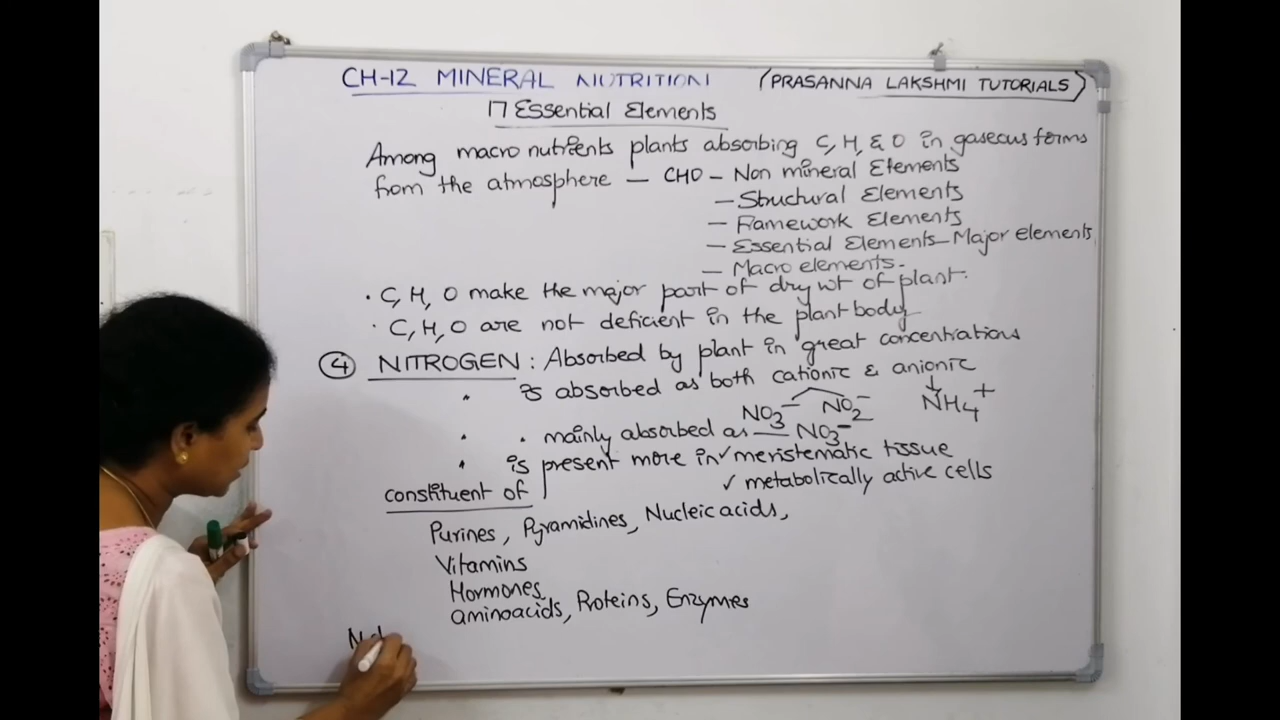 CH-12 MINERAL NUTRITION (PRASANNA LAKSHMI TUTORIALS)
17 Essential Elements
Among macro nutrients plants absorbing C, H, & O in gaseous forms
from the atmosphere — CHO — Non mineral Elements
— Structural Elements
— Framework Elements
— Essential Elements — Major elements
— Macro elements.
• C, H, O make the major part of dry wt of plant.
• C, H, O are not deficient in the plant body
④ NITROGEN : Absorbed by plant in great concentrations
• is absorbed as both cationic & anionic
NO3⁻ NO2⁻ NH4⁺
• • mainly absorbed as — NO3⁻
• is present more in ✓ meristematic tissue
✓ metabolically active cells
constituent of
Purines, Pyramidines, Nucleic acids,
Vitamins
Hormones,
aminoacids, Proteins, Enzymes